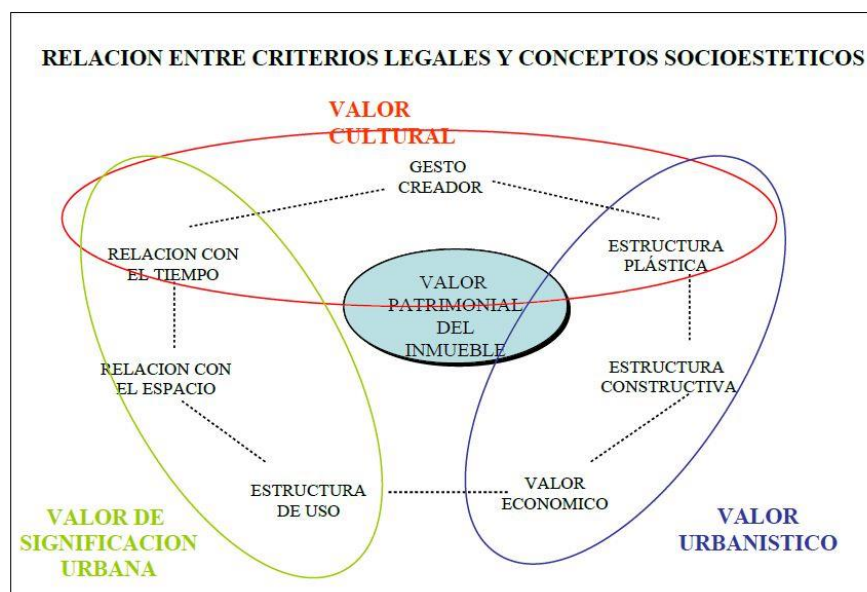 RELACION ENTRE CRITERIOS LEGALES Y CONCEPTOS SOCIOESTETICOS
VALOR
CULTURAL
GESTO
CREADOR
RELACION CON
EL TIEMPO
ESTRUCTURA
PLÁSTICA
VALOR
PATRIMONIAL
DEL
INMUEBLE
RELACION CON
EL ESPACIO
ESTRUCTURA
CONSTRUCTIVA
ESTRUCTURA
DE USO
VALOR
ECONOMICO
VALOR DE
SIGNIFICACION
URBANA
VALOR
URBANISTICO